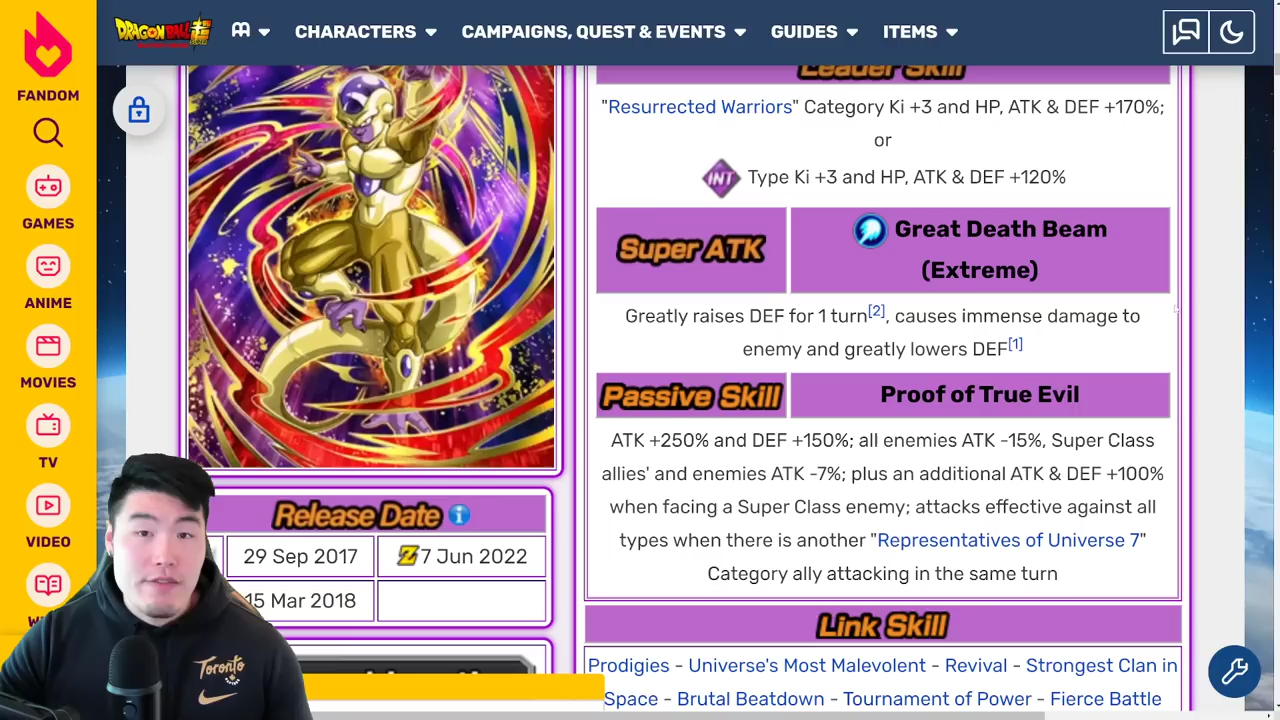 FANDOM
GAMES
ANIME
MOVIES
TV
VIDEO
DRAGON BALL
CHARACTERS
CAMPAIGNS, QUEST & EVENTS
GUIDES
ITEMS
Leader Skill
"Resurrected Warriors" Category Ki +3 and HP, ATK & DEF +170%;
or
INT Type Ki +3 and HP, ATK & DEF +120%
Super ATK
Great Death Beam
(Extreme)
Greatly raises DEF for 1 turn[2], causes immense damage to
enemy and greatly lowers DEF[1]
Passive Skill
Proof of True Evil
ATK +250% and DEF +150%; all enemies ATK -15%, Super Class
allies' and enemies ATK -7%; plus an additional ATK & DEF +100%
when facing a Super Class enemy; attacks effective against all
types when there is another "Representatives of Universe 7"
Category ally attacking in the same turn
Link Skill
Prodigies - Universe's Most Malevolent - Revival - Strongest Clan in
Space - Brutal Beatdown - Tournament of Power - Fierce Battle
Release Date
29 Sep 2017
Z 7 Jun 2022
15 Mar 2018
Toronto